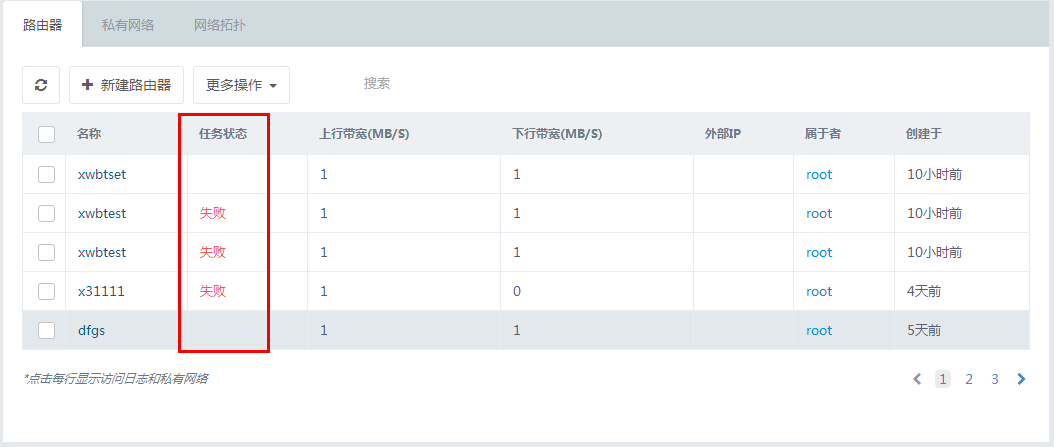 路由器 私有网络 网络拓扑
新建路由器 更多操作 搜索
名称 任务状态 上行带宽(MB/S) 下行带宽(MB/S) 外部IP 属于者 创建于
xwbtset 1 1 root 10小时前
xwbtest 失败 1 1 root 10小时前
xwbtest 失败 1 1 root 10小时前
x31111 失败 1 0 root 4天前
dfgs 1 1 root 5天前
*点击每行显示访问日志和私有网络 1 2 3